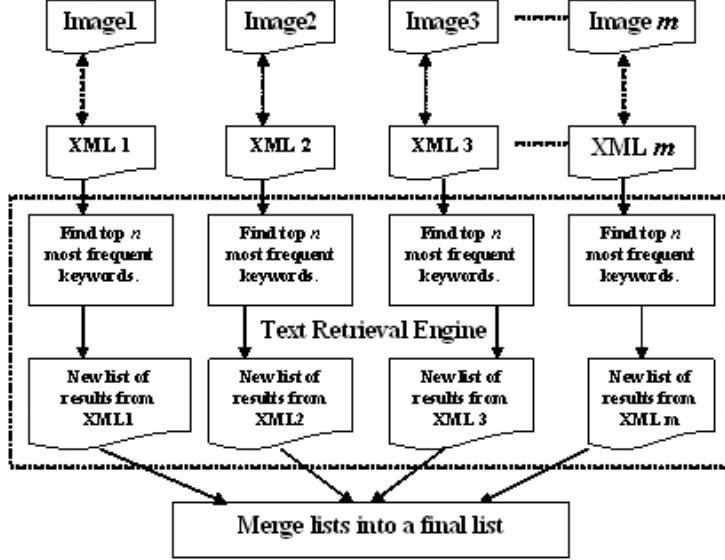 Image1 Image2 Image3 Image m
XML 1 XML 2 XML 3 XML m
Find top n
most frequent
keywords.
Find top n
most frequent
keywords.
Find top n
most frequent
keywords.
Find top n
most frequent
keywords.
Text Retrieval Engine
New list of
results from
XML1
New list of
results from
XML2
New list of
results from
XML 3
New list of
results from
XML m
Merge lists into a final list